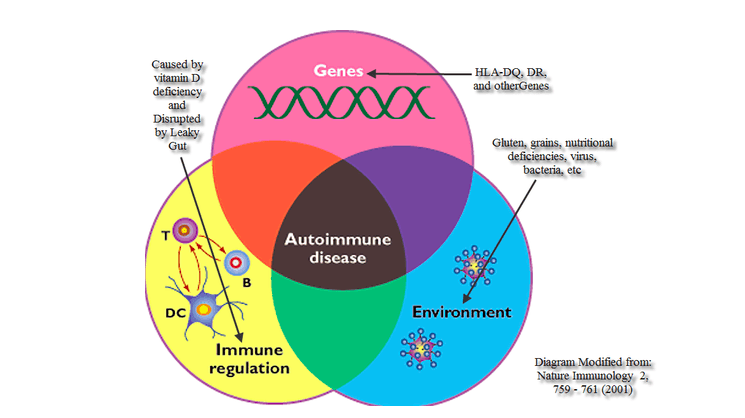 Caused by
vitamin D
deficiency
and
Disrupted
by Leaky
Gut
Genes
HLA-DQ, DR,
and otherGenes
Gluten, grains, nutritional
deficiencies, virus,
bacteria, etc
Autoimmune
disease
T
B
DC
Environment
Immune
regulation
Diagram Modified from:
Nature Immunology 2,
759 - 761 (2001)